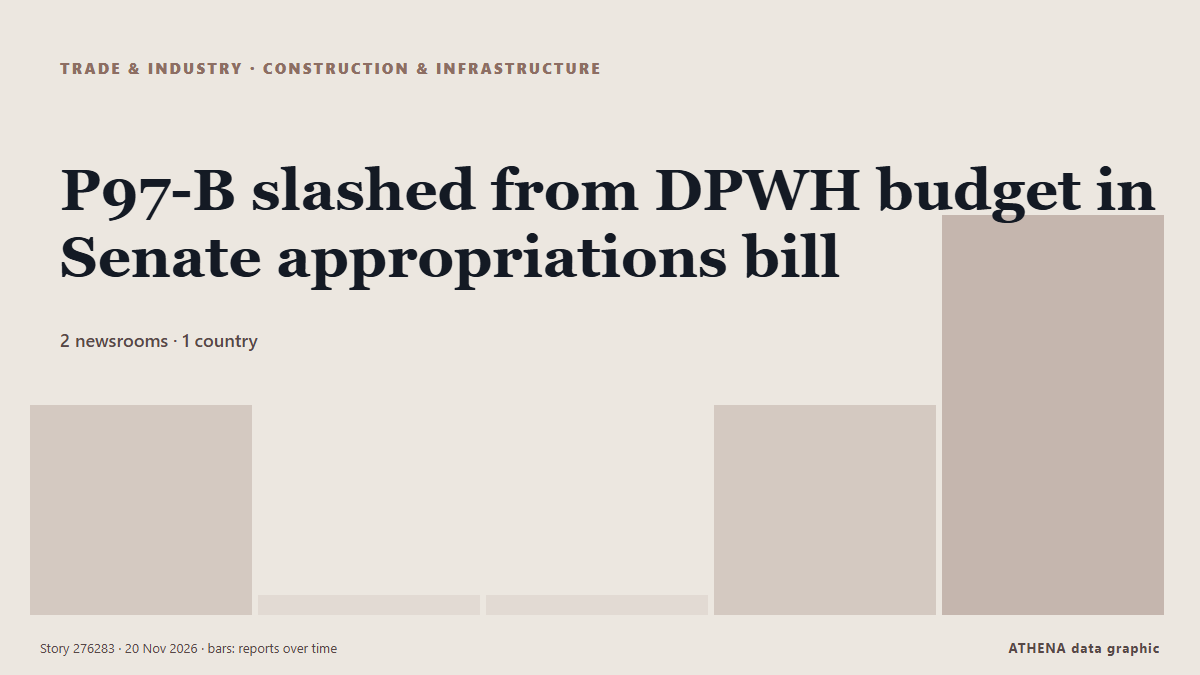 TRADE & INDUSTRY · CONSTRUCTION & INFRASTRUCTURE
P97-B slashed from DPWH budget in
Senate appropriations bill
2 newsrooms · 1 country
Story 276283 · 20 Nov 2026 · bars: reports over time
ATHENA data graphic